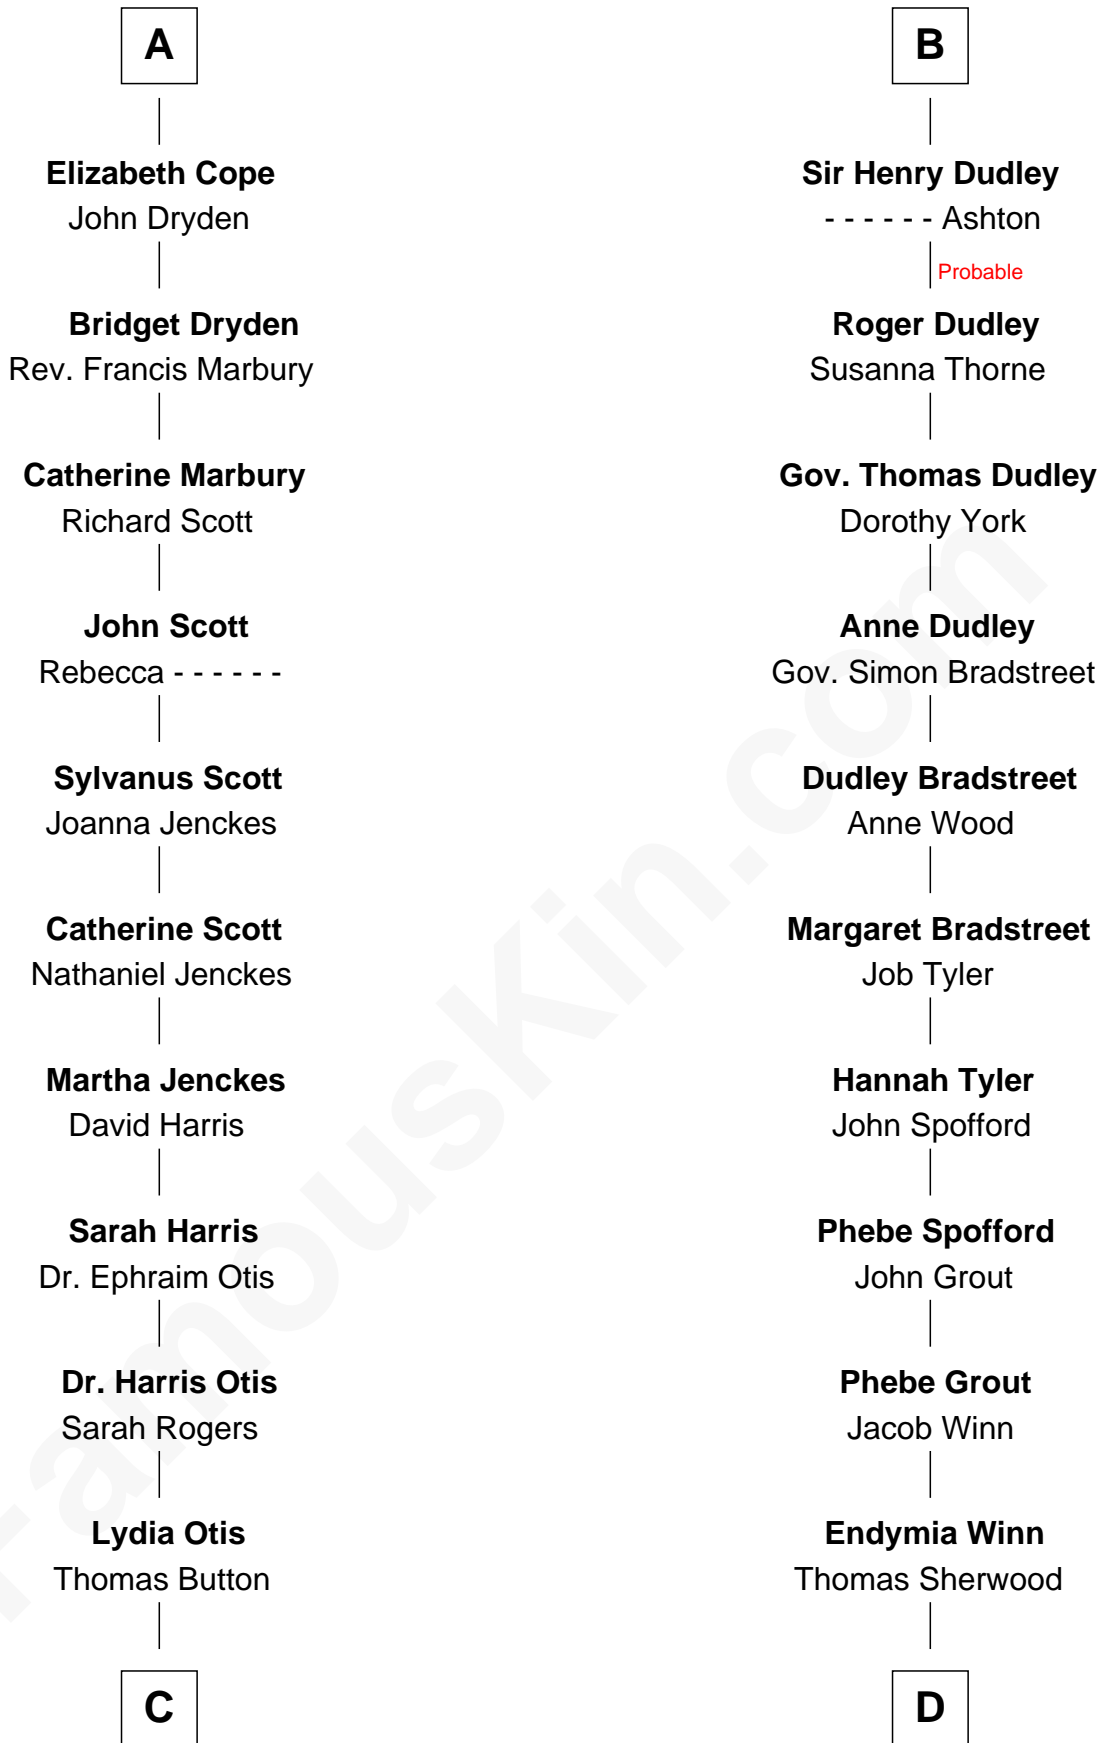 A
Elizabeth Cope
John Dryden
Bridget Dryden
Rev. Francis Marbury
Catherine Marbury
Richard Scott
John Scott
Rebecca - - - - - -
Sylvanus Scott
Joanna Jenckes
Catherine Scott
Nathaniel Jenckes
Martha Jenckes
David Harris
Sarah Harris
Dr. Ephraim Otis
Dr. Harris Otis
Sarah Rogers
Lydia Otis
Thomas Button
C
B
Sir Henry Dudley
- - - - - - Ashton
Probable
Roger Dudley
Susanna Thorne
Gov. Thomas Dudley
Dorothy York
Anne Dudley
Gov. Simon Bradstreet
Dudley Bradstreet
Anne Wood
Margaret Bradstreet
Job Tyler
Hannah Tyler
John Spofford
Phebe Spofford
John Grout
Phebe Grout
Jacob Winn
Endymia Winn
Thomas Sherwood
D
FamousKin.com